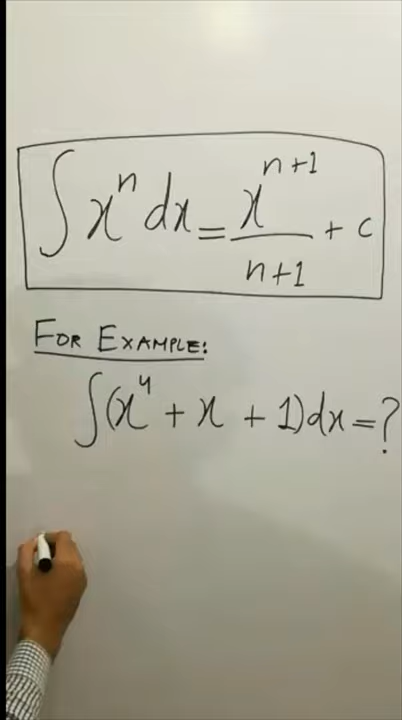 ∫xⁿdx = xⁿ⁺¹/n+1 + c
FOR EXAMPLE:
∫(x⁴ + x + 1)dx = ?